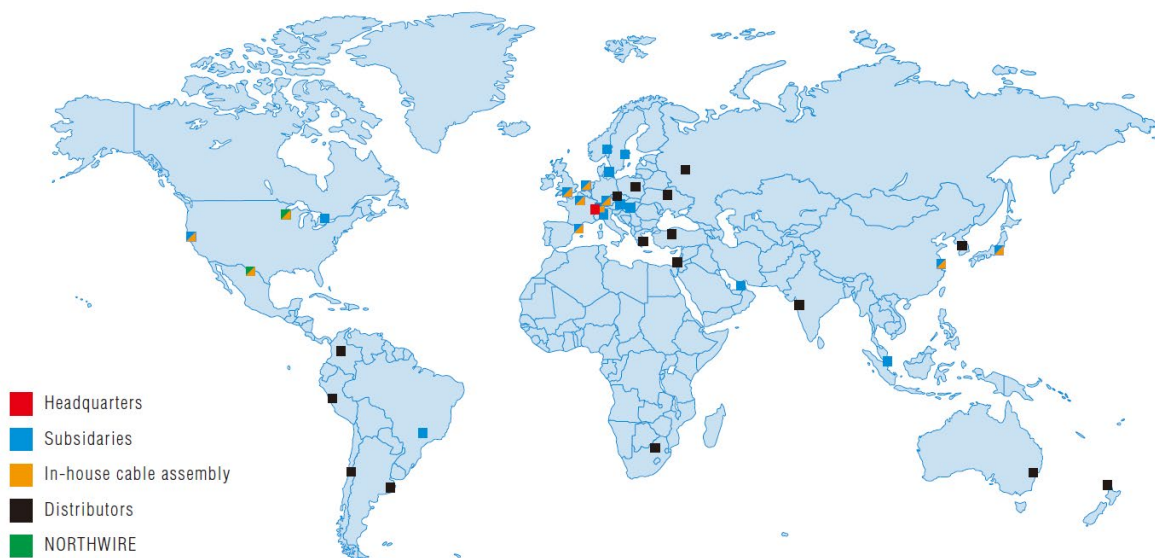 Headquarters
Subsidaries
In-house cable assembly
Distributors
NORTHWIRE